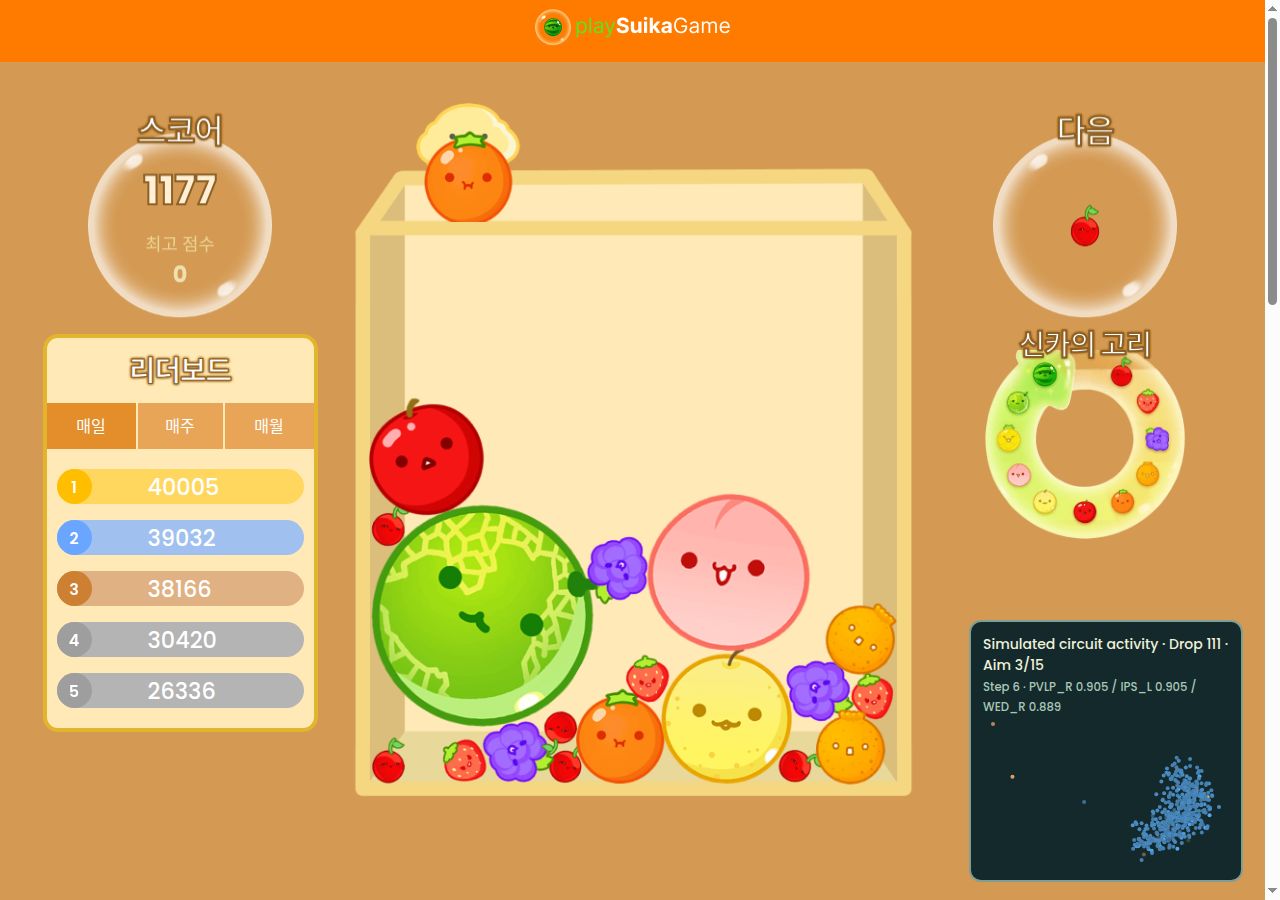 playSuikaGame
스코어
1177
최고 점수
0
다음
신카의 고리
리더보드
매일 매주 매월
1 40005
2 39032
3 38166
4 30420
5 26336
Simulated circuit activity · Drop 111 ·
Aim 3/15
Step 6 · PVLP_R 0.905 / IPS_L 0.905 /
WED_R 0.889